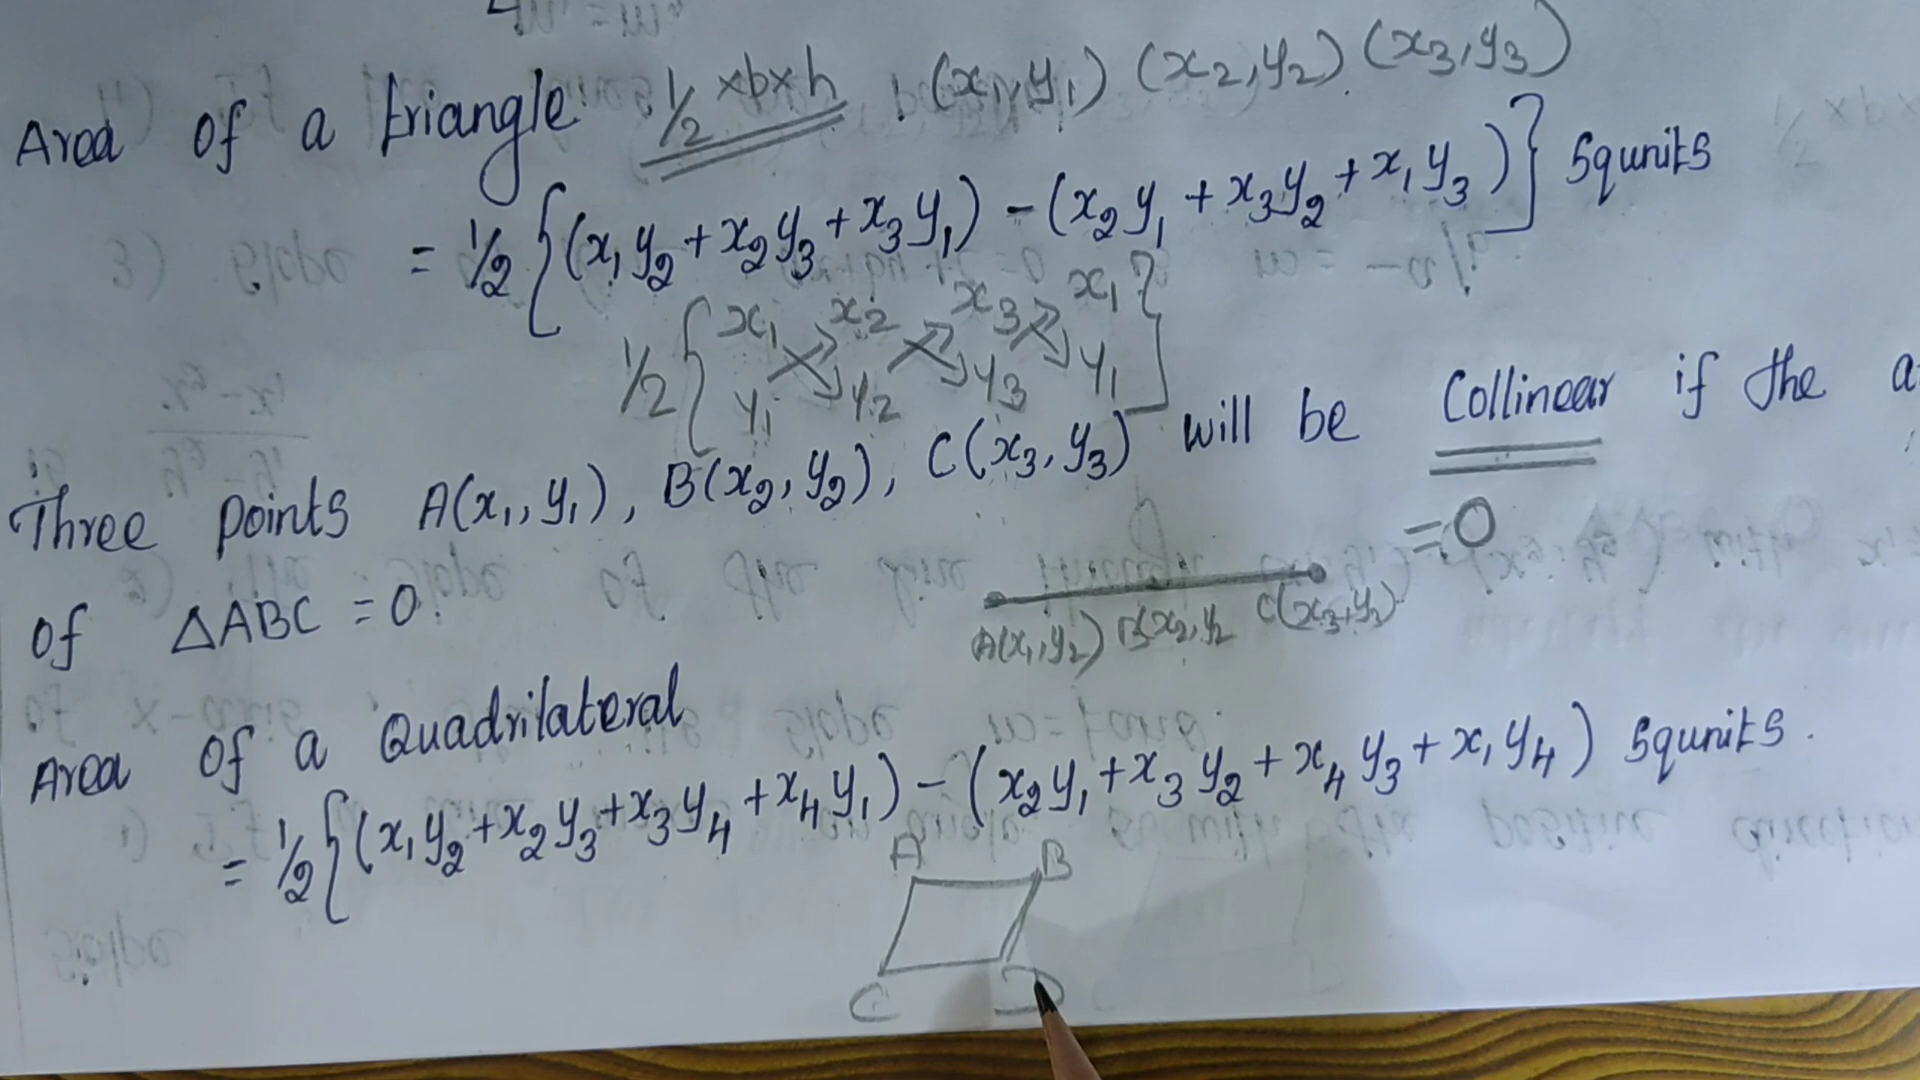 Area of a triangle 1/2 ×b×h (x₁,y₁) (x₂,y₂) (x₃,y₃)
= 1/2 {(x₁y₂+x₂y₃+x₃y₁) - (x₂y₁+x₃y₂+x₁y₃)} squnits
1/2 { x₁ x₂ x₃ x₁
y₁ y₂ y₃ y₁ }
Three points A(x₁,y₁), B(x₂,y₂), C(x₃,y₃) will be Collinear if the a
of △ABC = 0 = 0
A(x₁,y₂) B(x₂,y₂ C(x₃,y₃)
Area of a Quadrilateral
= 1/2 {(x₁y₂+x₂y₃+x₃y₄+x₄y₁) - (x₂y₁+x₃y₂+x₄y₃+x₁y₄) squnits.
A B
C D